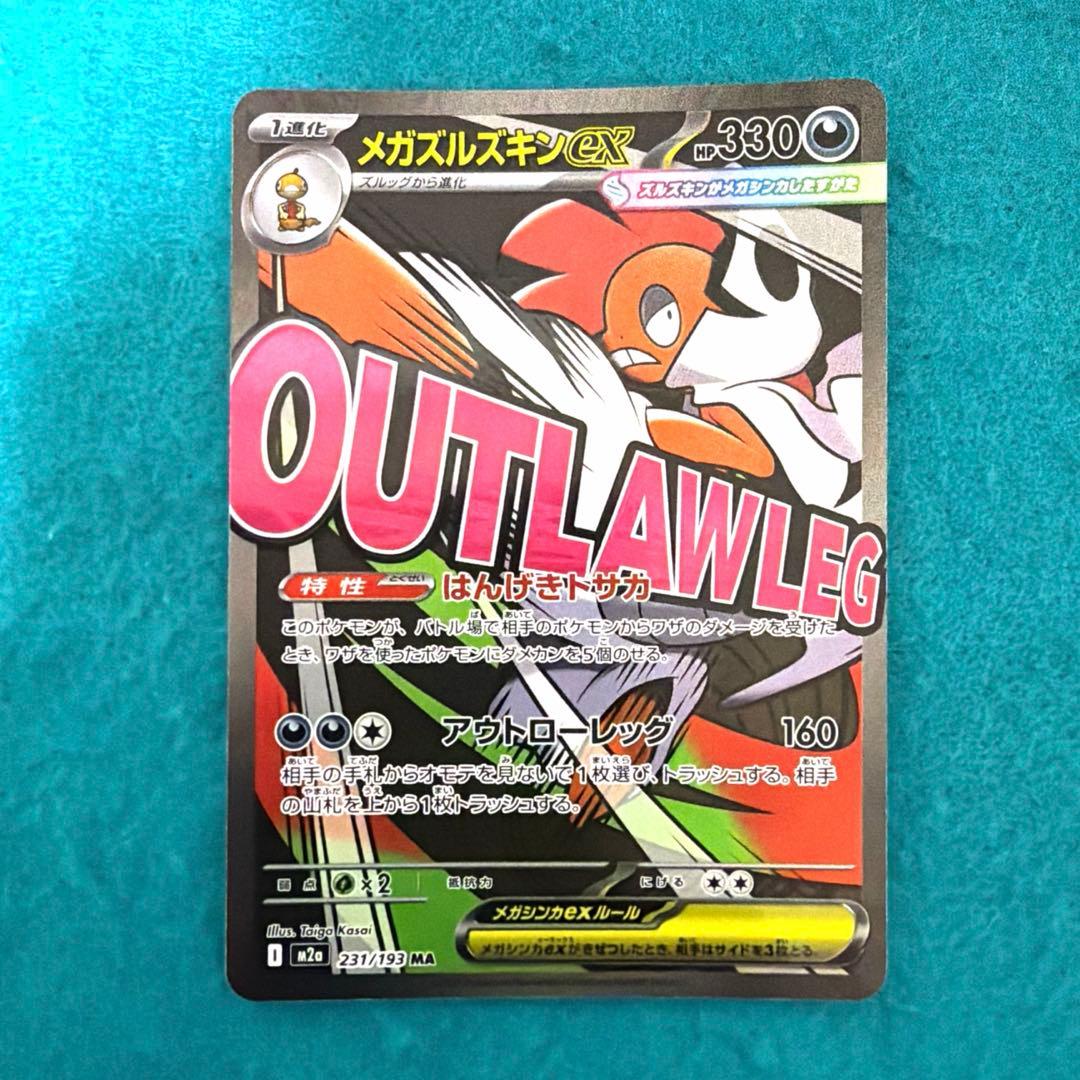 1進化
メガズルズキンex
HP330
ズルッグから進化
ズルズキンがメガシンカしたすがた
OUTLAW LEG
特性 とくせい はんげきトサカ
このポケモンが、バトル場で相手のポケモンからワザのダメージを受けた
とき、ワザを使ったポケモンにダメカンを5個のせる。
アウトローレッグ 160
相手の手札からオモテを見ないで1枚選び、トラッシュする。相手
の山札を上から1枚トラッシュする。
弱点 ×2 抵抗力 にげる
メガシンカexルール
メガシンカexがきぜつしたとき、相手はサイドを3枚とる。
Illus. Taiga Kasai
I M2a 231/193 MA